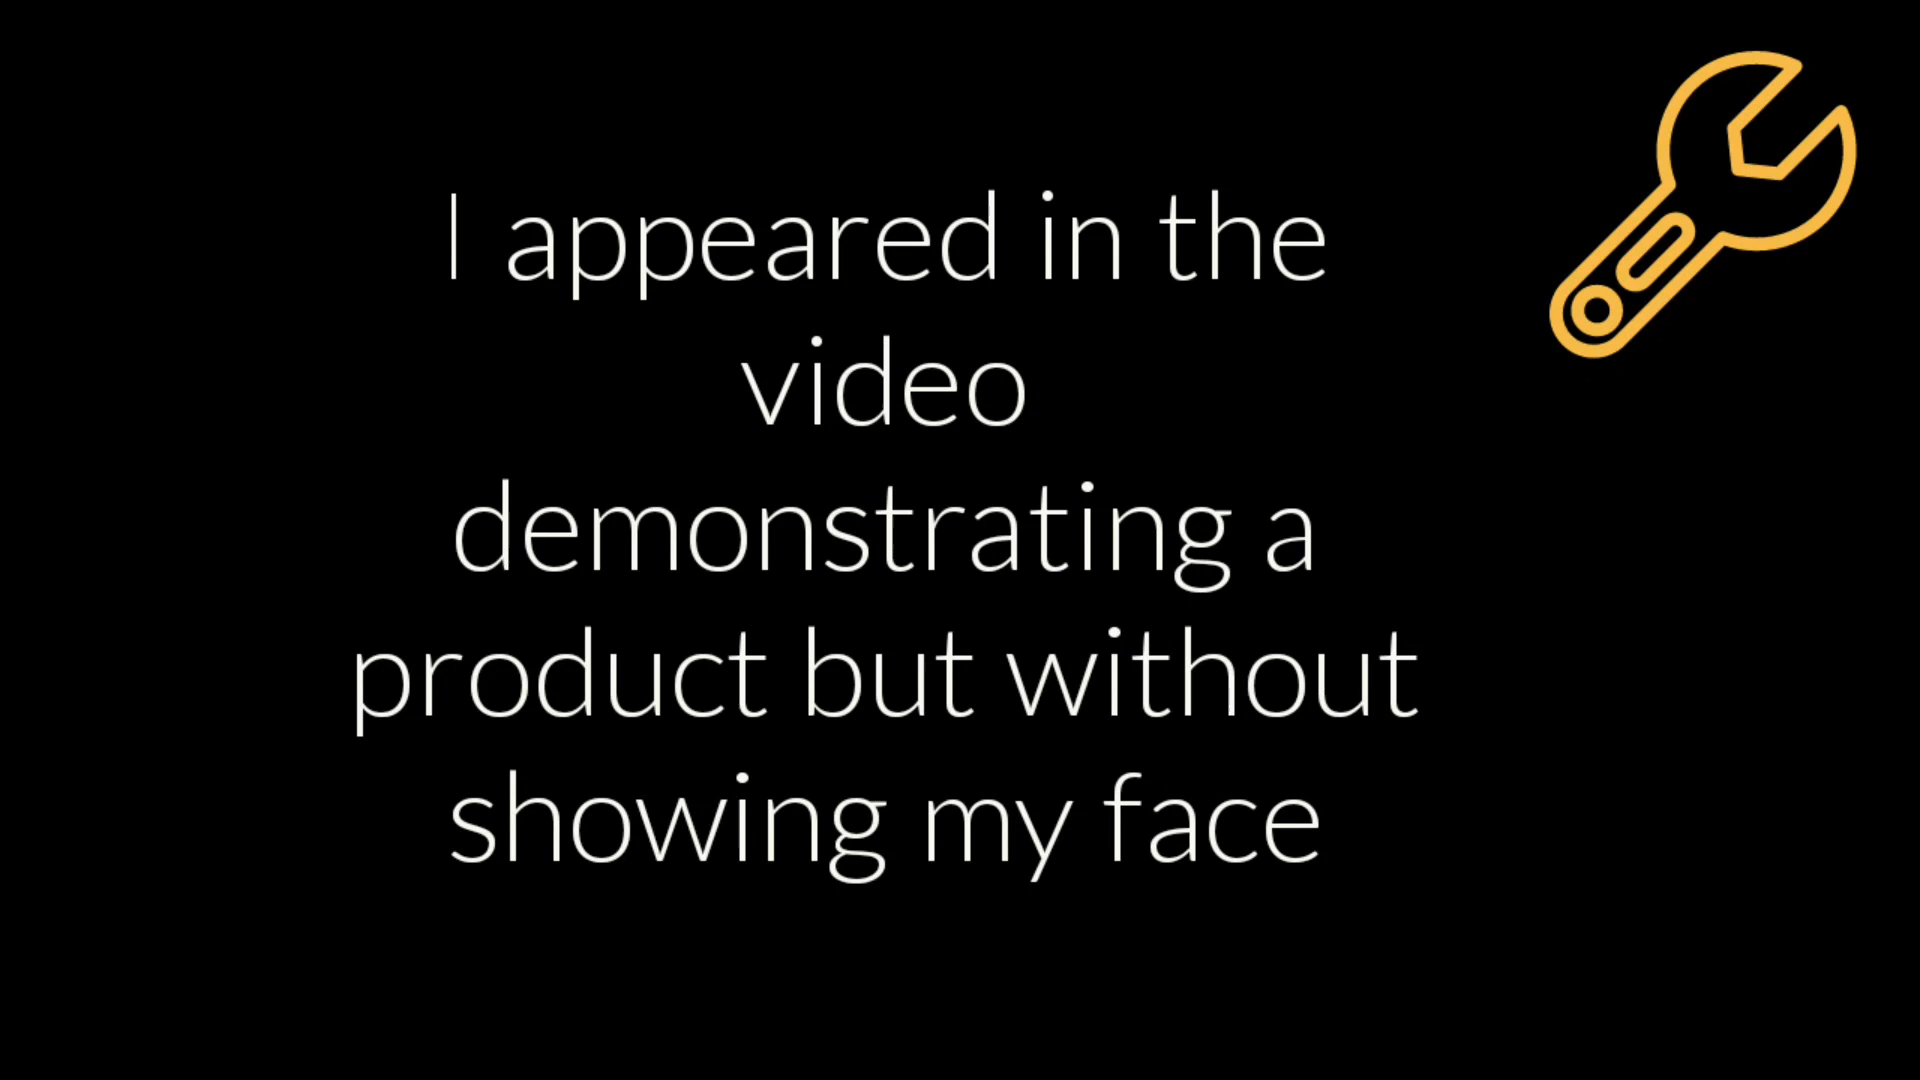 I appeared in the
video
demonstrating a
product but without
showing my face